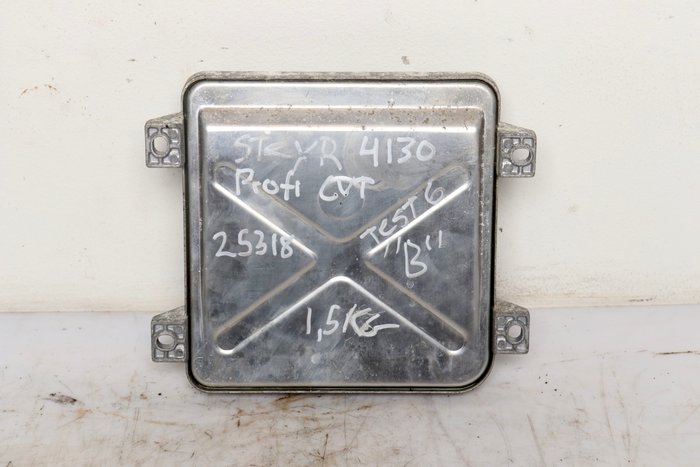 STEYR 4130
Profi CVT
25318
TEST 6
"B"
1,5KG